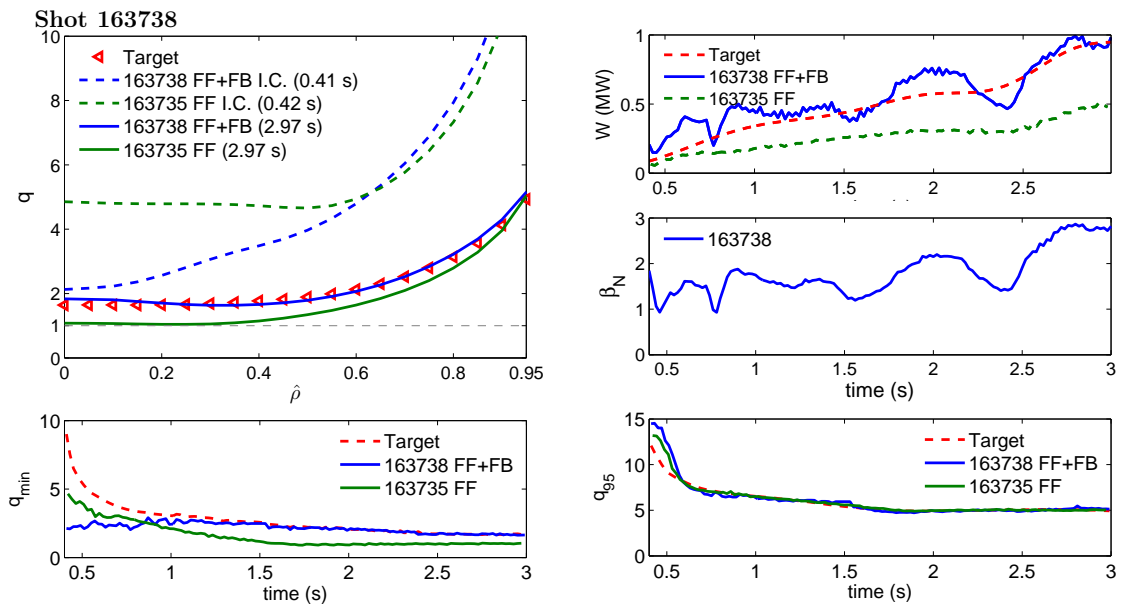 Shot 163738
10
8
6
4
2
1
0
q
Target
163738 FF+FB I.C. (0.41 s)
163735 FF I.C. (0.42 s)
163738 FF+FB (2.97 s)
163735 FF (2.97 s)
0
0.2
0.4
0.6
0.8
0.95
ρ̂
1
0.5
0
W (MW)
Target
163738 FF+FB
163735 FF
0.5
1
1.5
2
2.5
3
3
2
1
0
β_N
163738
0.5
1
1.5
2
2.5
3
time (s)
10
5
0
q_min
Target
163738 FF+FB
163735 FF
0.5
1
1.5
2
2.5
3
time (s)
15
10
5
0
q_95
Target
163738 FF+FB
163735 FF
0.5
1
1.5
2
2.5
3
time (s)